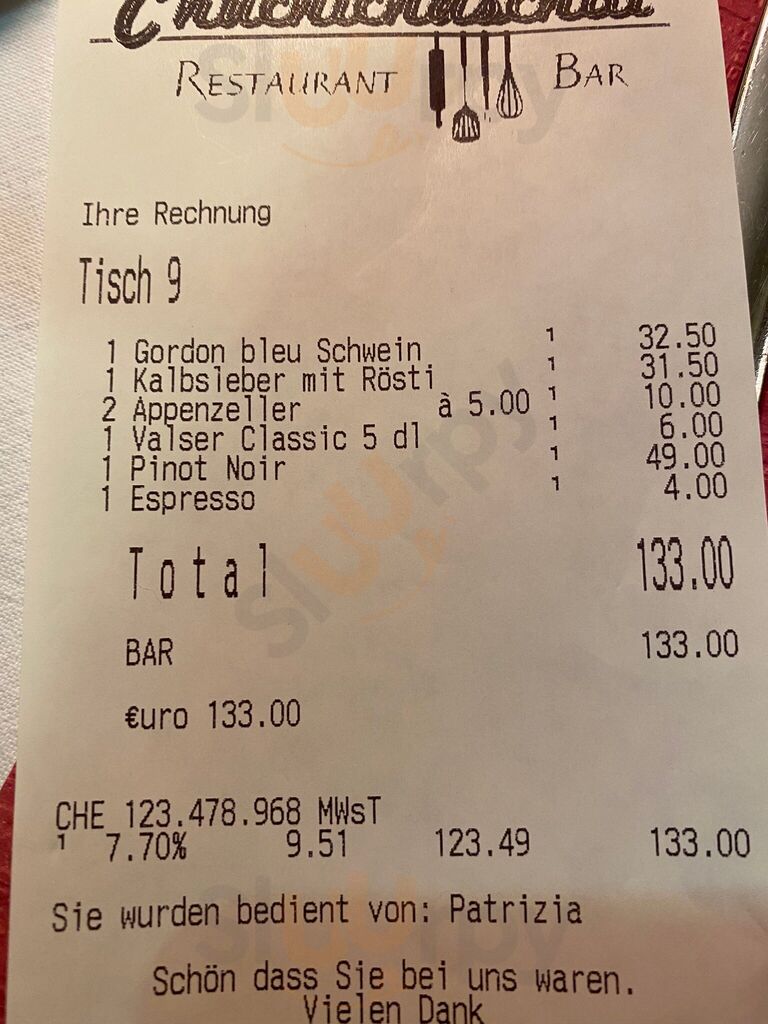 RESTAURANT BAR
Ihre Rechnung
Tisch 9
1 Gordon bleu Schwein 1 32.50
1 Kalbsleber mit Rösti 1 31.50
2 Appenzeller à 5.00 1 10.00
1 Valser Classic 5 dl 1 6.00
1 Pinot Noir 1 49.00
1 Espresso 1 4.00
Total 133.00
BAR 133.00
€uro 133.00
CHE 123.478.968 MWsT
1 7.70% 9.51 123.49 133.00
Sie wurden bedient von: Patrizia
Schön dass Sie bei uns waren.
Vielen Dank
Sluurpy
Sluurpy
Sluurpy